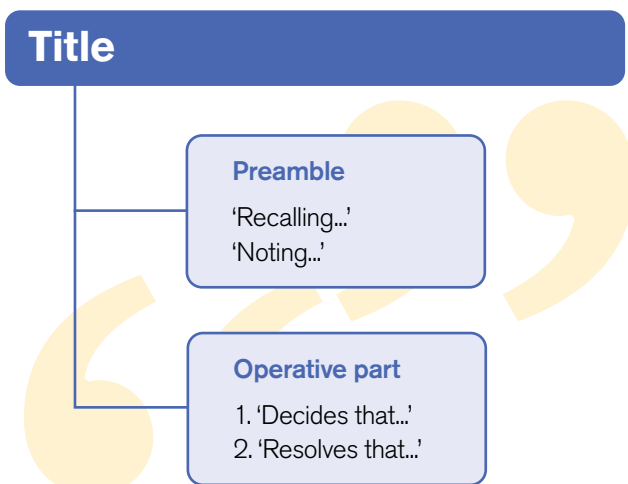 Title
Preamble
‘Recalling...’
‘Noting...’
Operative part
1. ‘Decides that...’
2. ‘Resolves that...’